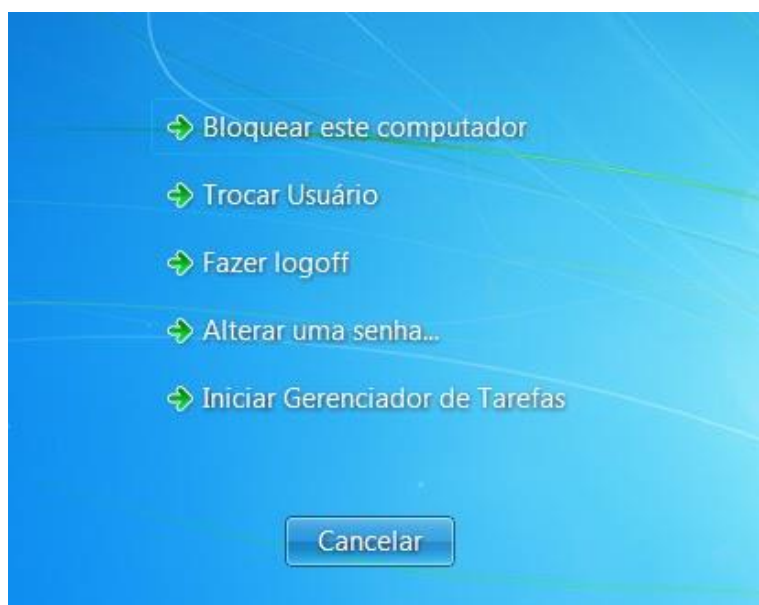 Bloquear este computador
Trocar Usuário
Fazer logoff
Alterar uma senha...
Iniciar Gerenciador de Tarefas
Cancelar